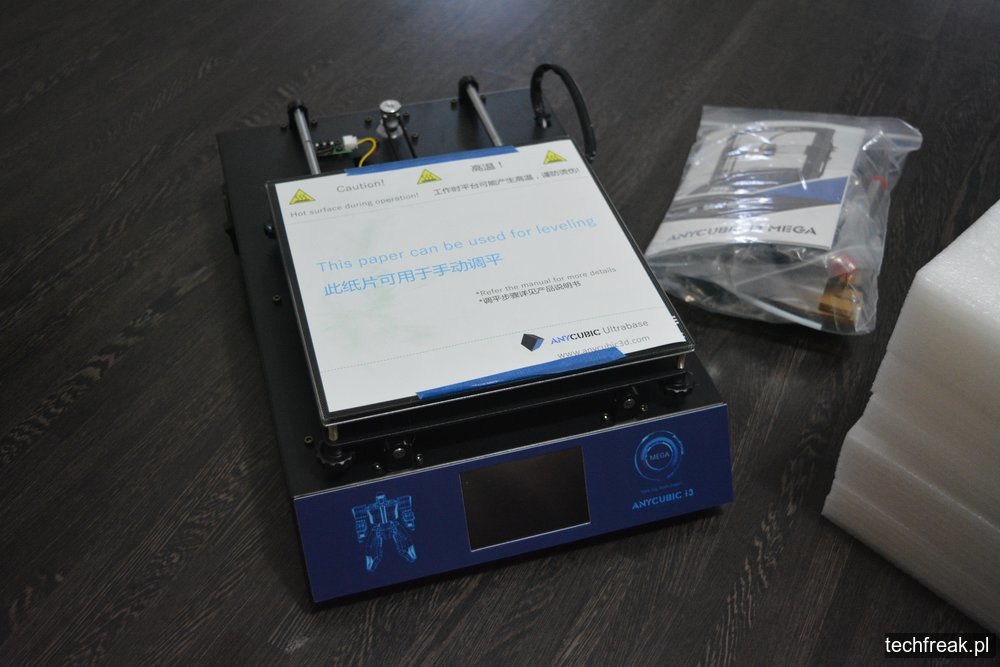 Caution!
高温！
Hot surface during operation!
工作时平台可能产生高温，谨防烫伤!
This paper can be used for leveling
此纸片可用于手动调平
*Refer the manual for more details
*调平步骤详见产品说明书
ANYCUBIC Ultrabase
www.anycubic3d.com
MEGA
ANYCUBIC i3
ANYCUBIC i3 MEGA
techfreak.pl